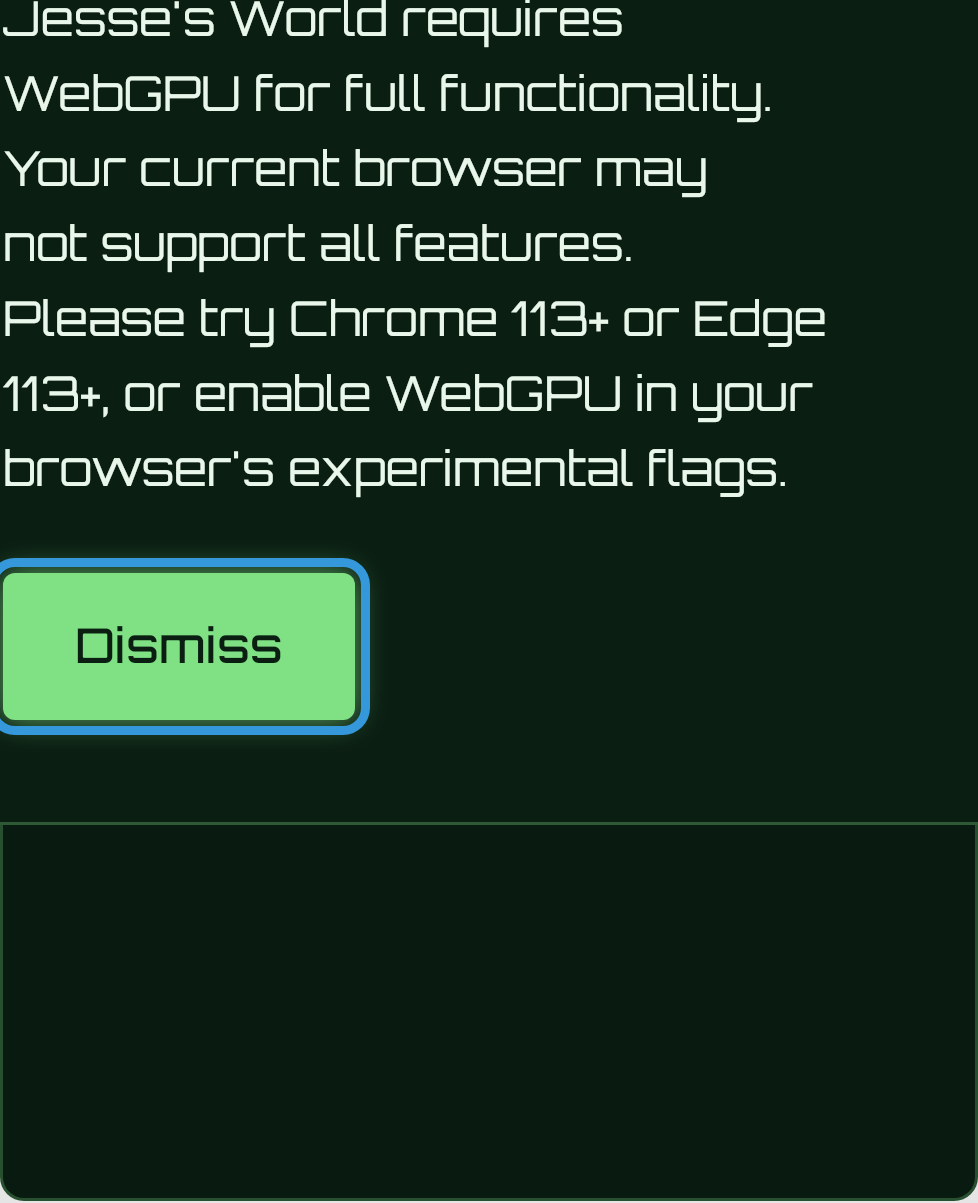 Jesse's World requires
WebGPU for full functionality.
Your current browser may
not support all features.
Please try Chrome 113+ or Edge
113+, or enable WebGPU in your
browser's experimental flags.
Dismiss